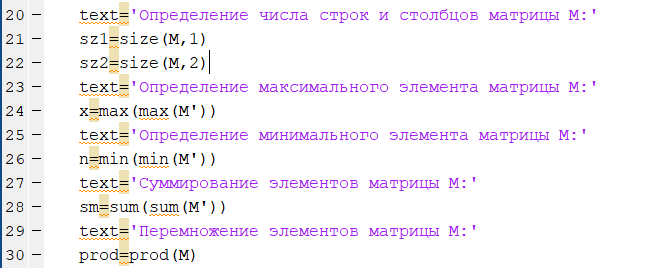 20 – text='Определение числа строк и столбцов матрицы M:'
21 – sz1=size(M,1)
22 – sz2=size(M,2)
23 – text='Определение максимального элемента матрицы M:'
24 – x=max(max(M'))
25 – text='Определение минимального элемента матрицы M:'
26 – n=min(min(M'))
27 – text='Суммирование элементов матрицы M:'
28 – sm=sum(sum(M'))
29 – text='Перемножение элементов матрицы M:'
30 – prod=prod(M)